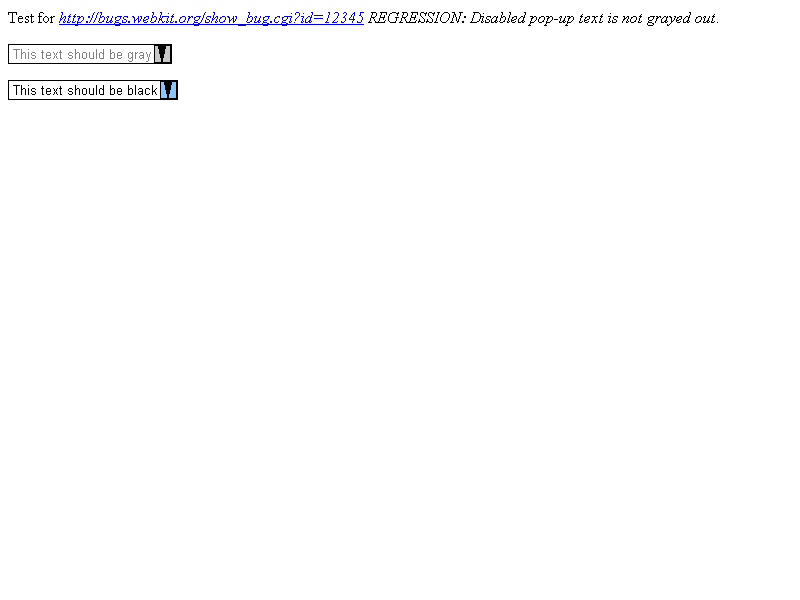 Test for http://bugs.webkit.org/show_bug.cgi?id=12345 REGRESSION: Disabled pop-up text is not grayed out.
This text should be gray
This text should be black